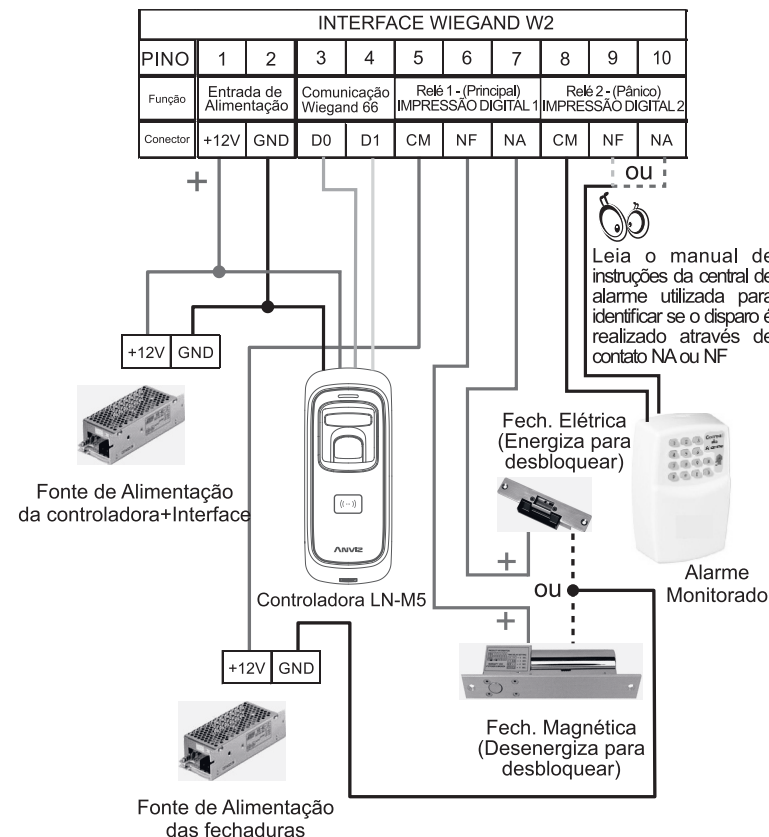 INTERFACE WIEGAND W2
PINO 1 2 3 4 5 6 7 8 9 10
Função
Entrada de
Alimentação
Comunicação
Wiegand 66
Relé 1 - (Principal)
IMPRESSÃO DIGITAL 1
Relé 2 - (Pânico)
IMPRESSÃO DIGITAL 2
Conector +12V GND D0 D1 CM NF NA CM NF NA
+
ou
Leia o manual de
instruções da central de
alarme utilizada para
identificar se o disparo é
realizado através de
contato NA ou NF
+12V GND
Fonte de Alimentação
da controladora+Interface
ANVIZ
Controladora LN-M5
Fech. Elétrica
(Energiza para
desbloquear)
+
ou
+
Alarme
Monitorado
+12V GND
Fech. Magnética
(Desenergiza para
desbloquear)
Fonte de Alimentação
das fechaduras